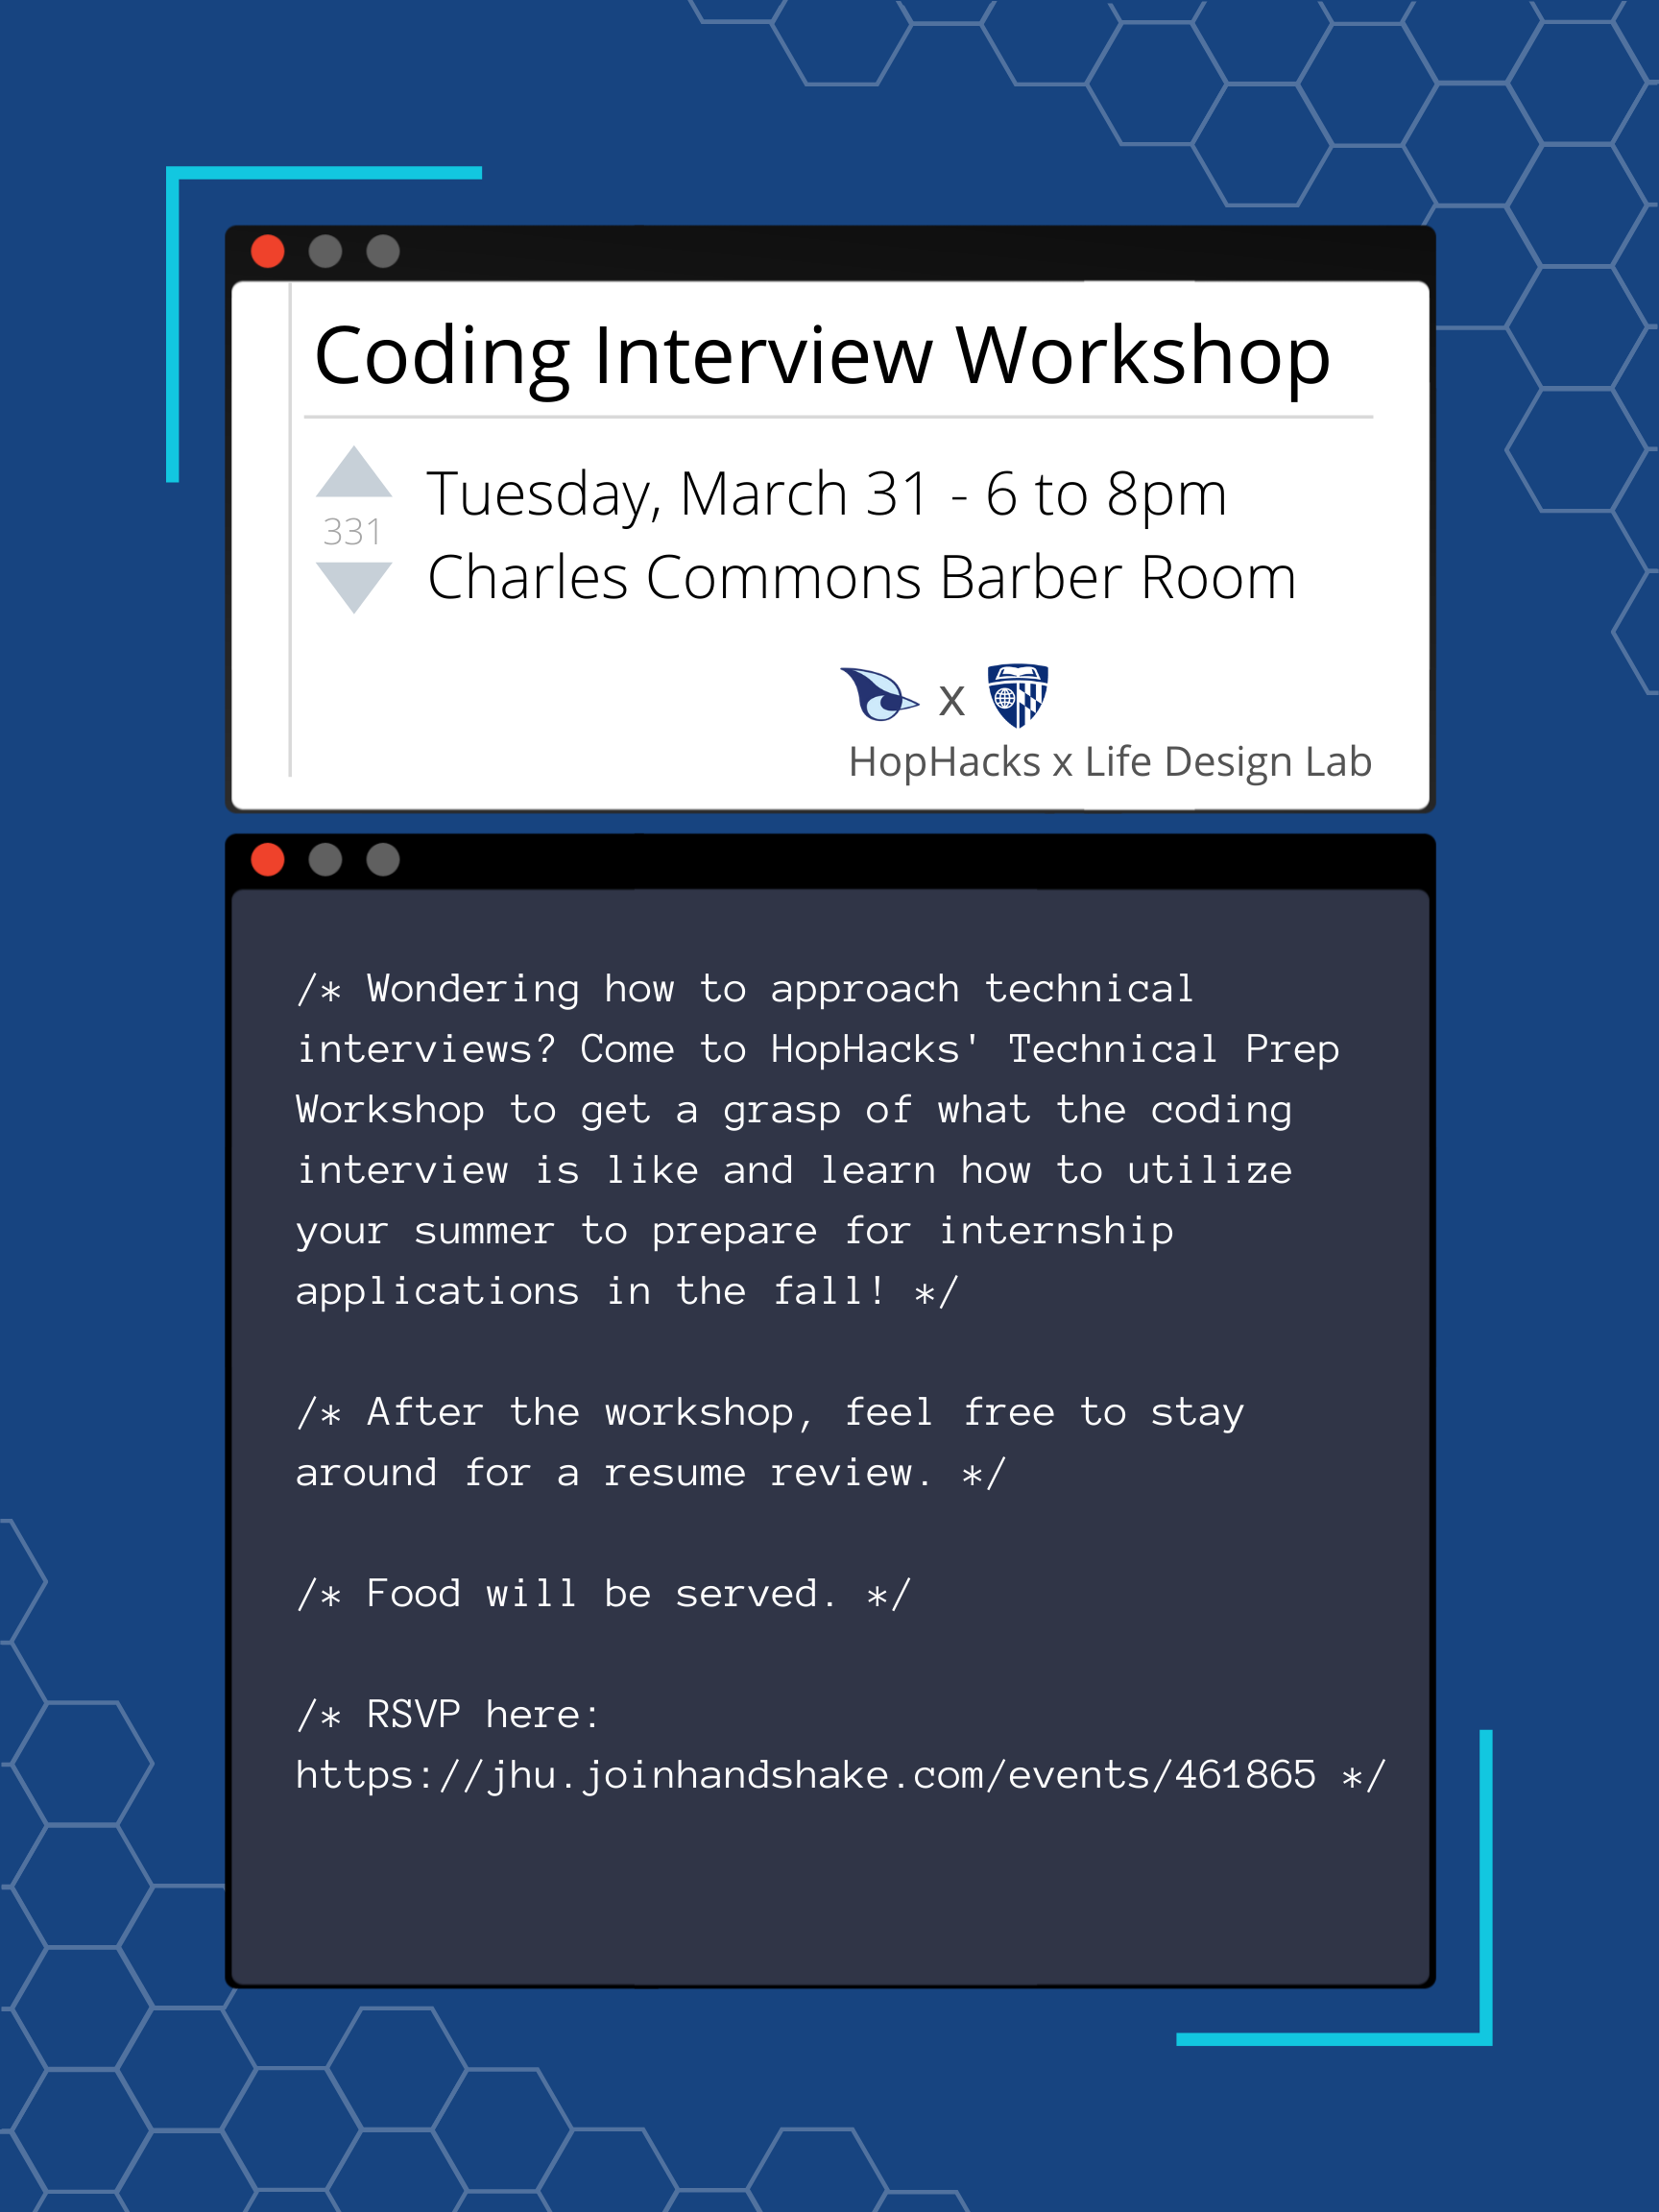 Coding Interview Workshop
331
Tuesday, March 31 - 6 to 8pm
Charles Commons Barber Room
x
HopHacks x Life Design Lab
/* Wondering how to approach technical
interviews? Come to HopHacks' Technical Prep
Workshop to get a grasp of what the coding
interview is like and learn how to utilize
your summer to prepare for internship
applications in the fall! */
/* After the workshop, feel free to stay
around for a resume review. */
/* Food will be served. */
/* RSVP here:
https://jhu.joinhandshake.com/events/461865 */